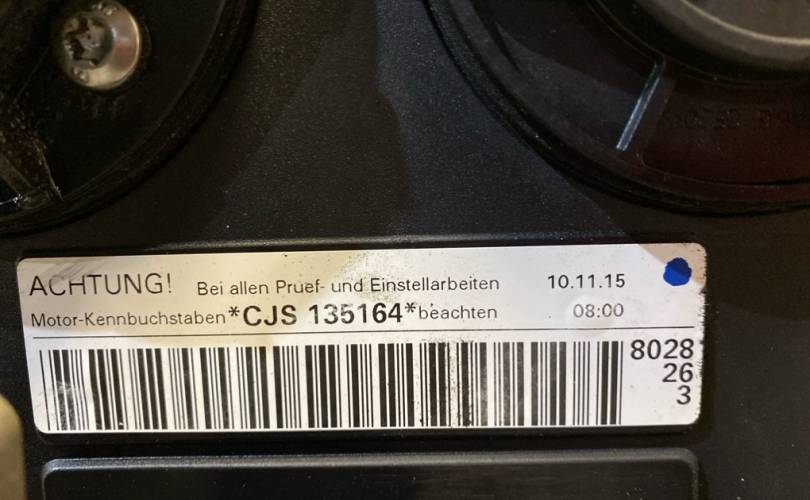 ACHTUNG! Bei allen Pruef- und Einstellarbeiten 10.11.15
Motor-Kennbuchstaben *CJS 135164* beachten 08:00
8028
26
3